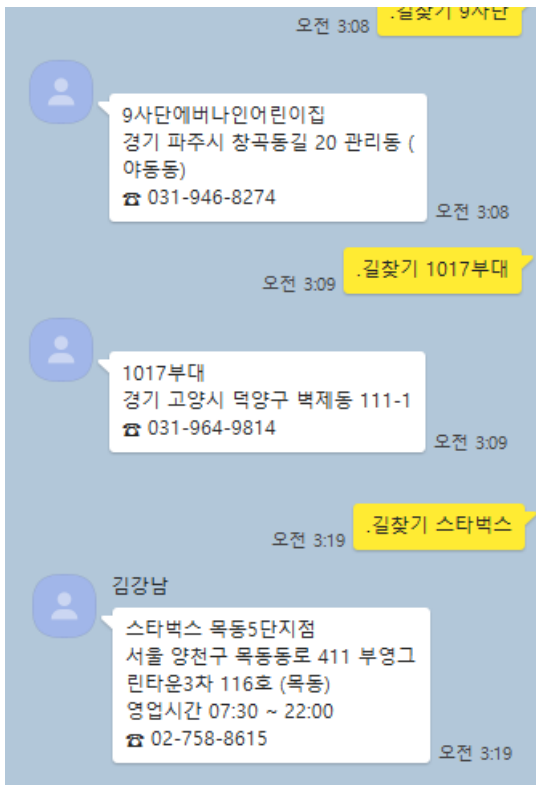 .길찾기 9사단
오전 3:08
9사단에버나인어린이집
경기 파주시 창곡동길 20 관리동 (
야동동)
☎ 031-946-8274
오전 3:08
.길찾기 1017부대
오전 3:09
1017부대
경기 고양시 덕양구 벽제동 111-1
☎ 031-964-9814
오전 3:09
.길찾기 스타벅스
오전 3:19
김강남
스타벅스 목동5단지점
서울 양천구 목동동로 411 부영그
린타운3차 116호 (목동)
영업시간 07:30 ~ 22:00
☎ 02-758-8615
오전 3:19